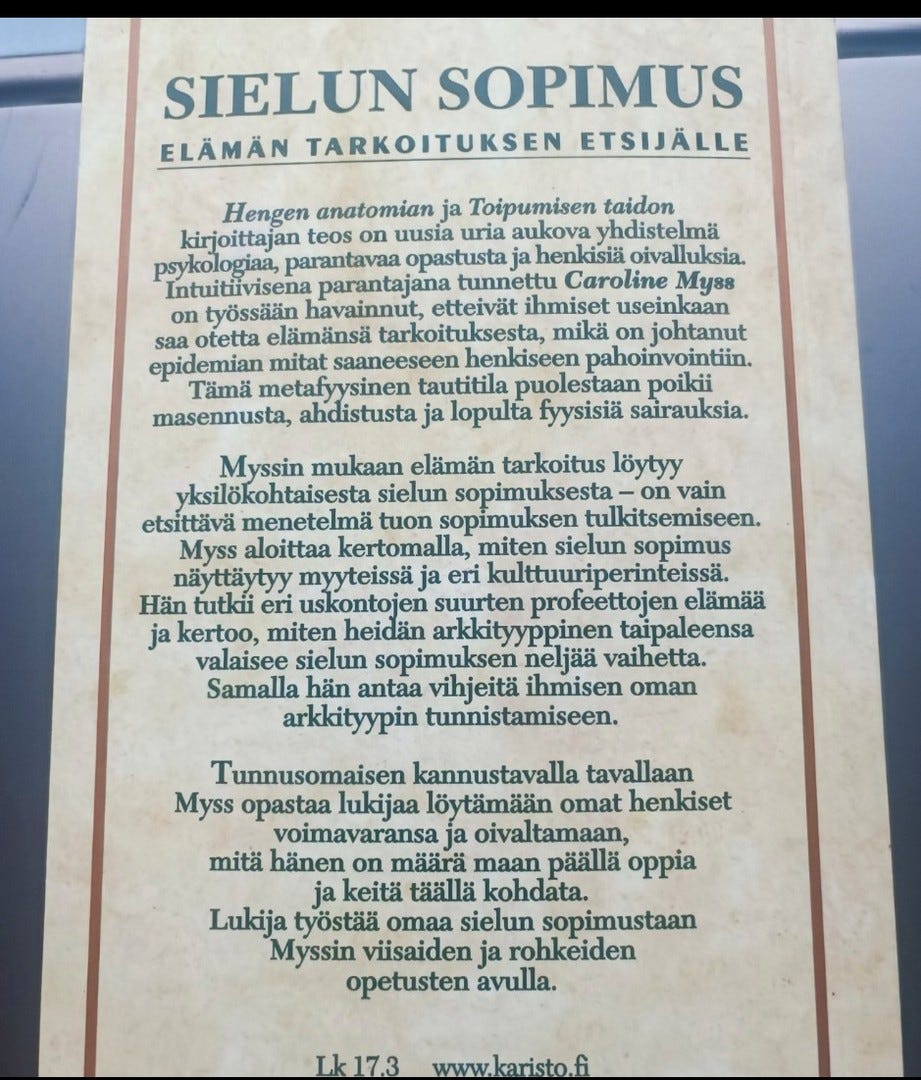 SIELUN SOPIMUS
ELÄMÄN TARKOITUKSEN ETSIJÄLLE
Hengen anatomian ja Toipumisen taidon
kirjoittajan teos on uusia uria aukova yhdistelmä
psykologiaa, parantavaa opastusta ja henkisiä oivalluksia.
Intuitiivisena parantajana tunnettu Caroline Myss
on työssään havainnut, etteivät ihmiset useinkaan
saa otetta elämänsä tarkoituksesta, mikä on johtanut
epidemian mitat saaneeseen henkiseen pahoinvointiin.
Tämä metafyysinen tautitila puolestaan poikii
masennusta, ahdistusta ja lopulta fyysisiä sairauksia.
Myssin mukaan elämän tarkoitus löytyy
yksilökohtaisesta sielun sopimuksesta – on vain
etsittävä menetelmä tuon sopimuksen tulkitsemiseen.
Myss aloittaa kertomalla, miten sielun sopimus
näyttäytyy myyteissä ja eri kulttuuriperinteissä.
Hän tutkii eri uskontojen suurten profeettojen elämää
ja kertoo, miten heidän arkkityyppinen taipaleensa
valaisee sielun sopimuksen neljää vaihetta.
Samalla hän antaa vihjeitä ihmisen oman
arkkityypin tunnistamiseen.
Tunnusomaisen kannustavalla tavallaan
Myss opastaa lukijaa löytämään omat henkiset
voimavaransa ja oivaltamaan,
mitä hänen on määrä maan päällä oppia
ja keitä täällä kohdata.
Lukija työstää omaa sielun sopimustaan
Myssin viisaiden ja rohkeiden
opetusten avulla.
Lk 17.3 www.karisto.fi